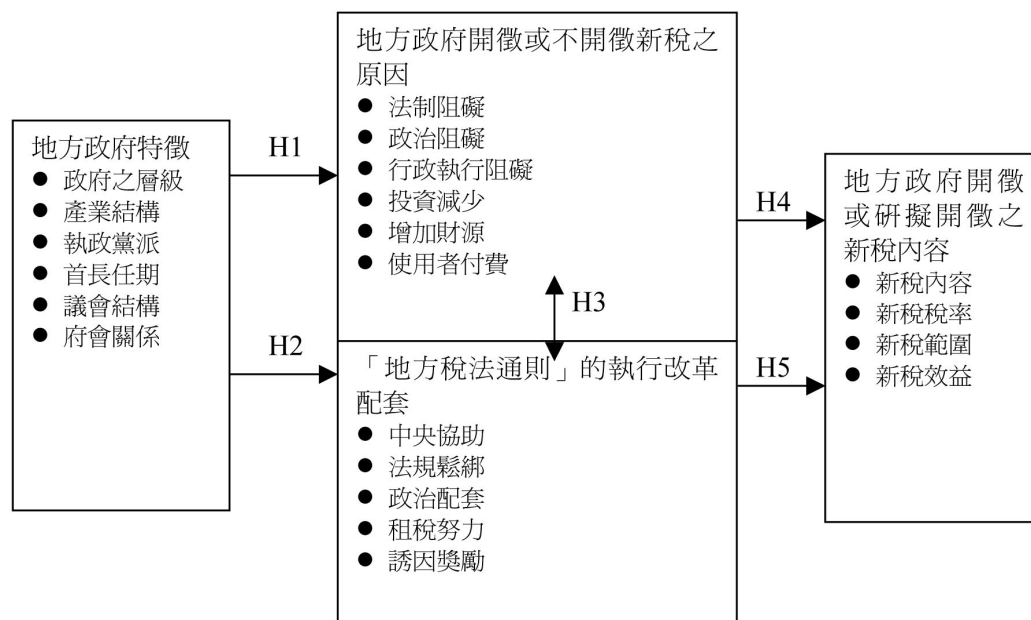 地方政府特徵
● 政府之層級
● 產業結構
● 執政黨派
● 首長任期
● 議會結構
● 府會關係
H1
H2
地方政府開徵或不開徵新稅之
原因
● 法制阻礙
● 政治阻礙
● 行政執行阻礙
● 投資減少
● 增加財源
● 使用者付費
H3
「地方稅法通則」的執行改革
配套
● 中央協助
● 法規鬆綁
● 政治配套
● 租稅努力
● 誘因獎勵
H4
H5
地方政府開徵
或研擬開徵之
新稅內容
● 新稅內容
● 新稅稅率
● 新稅範圍
● 新稅效益